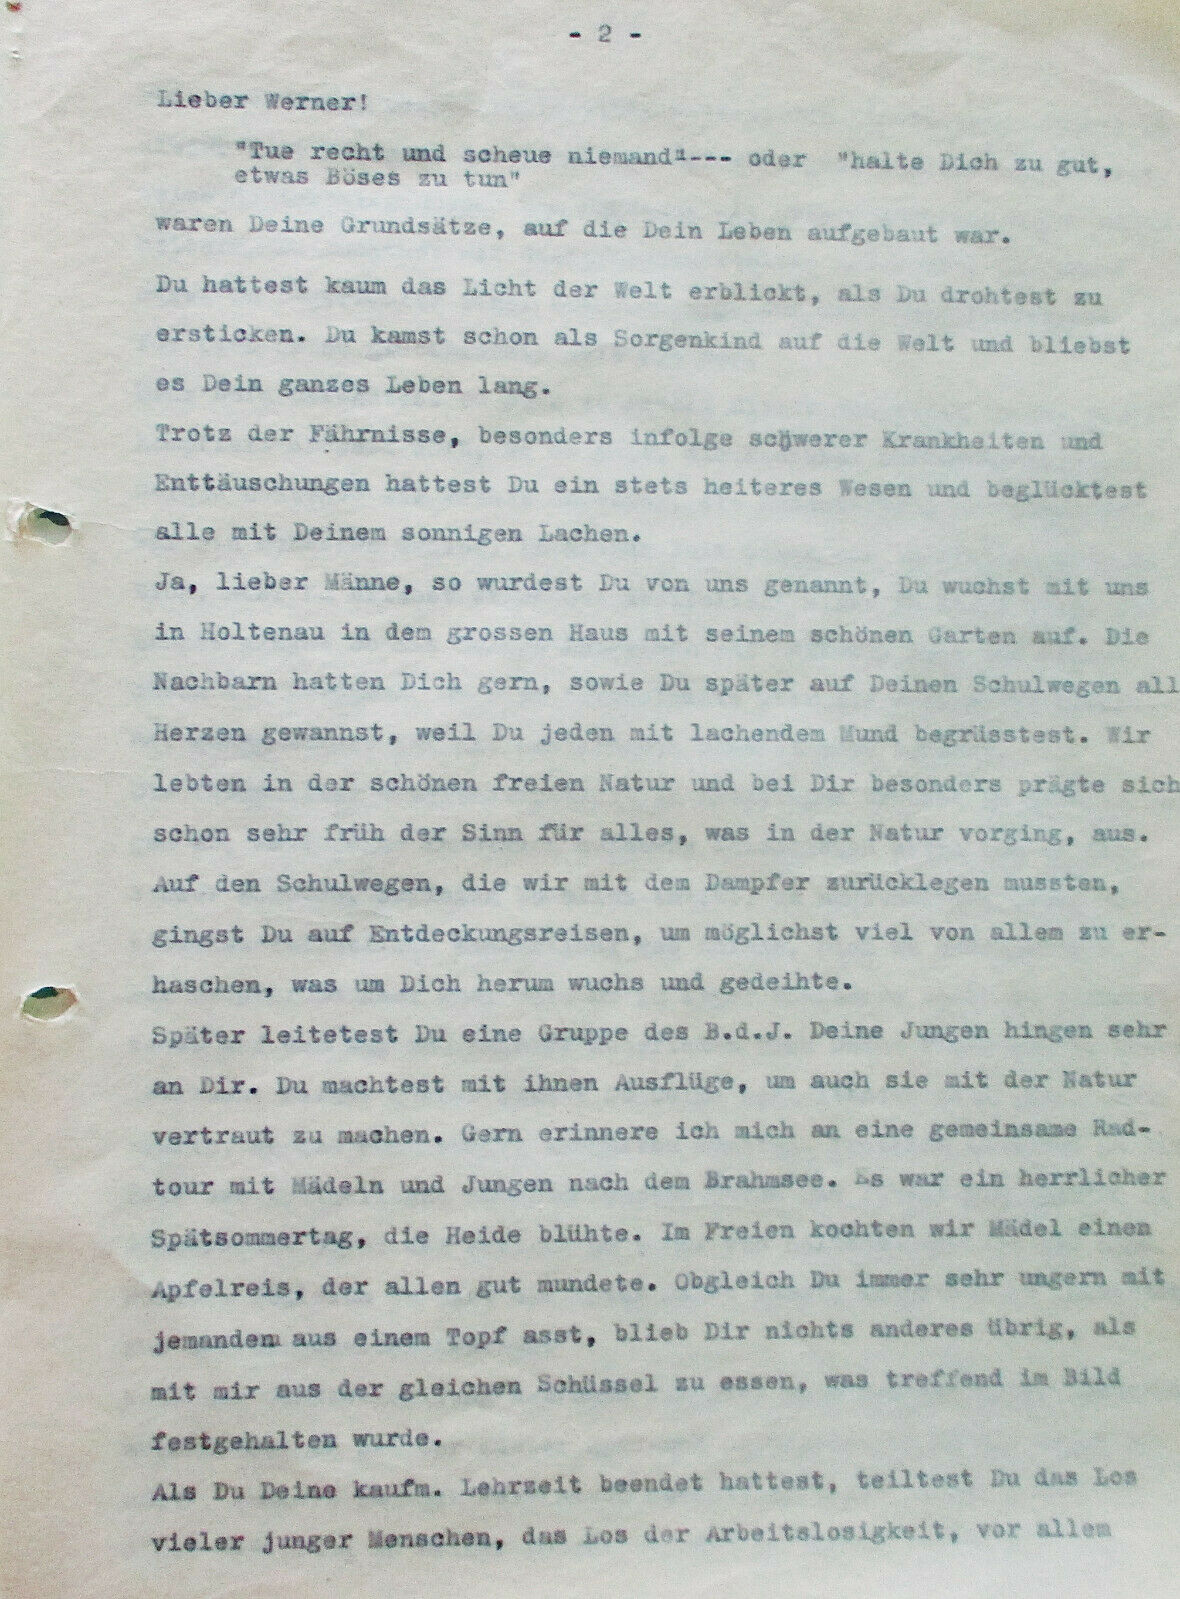 - 2 -
Lieber Werner!
"Tue recht und scheue niemand"--- oder "halte Dich zu gut,
etwas Böses zu tun"
waren Deine Grundsätze, auf die Dein Leben aufgebaut war.
Du hattest kaum das Licht der Welt erblickt, als Du drohtest zu
ersticken. Du kamst schon als Sorgenkind auf die Welt und bliebst
es Dein ganzes Leben lang.
Trotz der Fährnisse, besonders infolge schwerer Krankheiten und
Enttäuschungen hattest Du ein stets heiteres Wesen und beglücktest
alle mit Deinem sonnigen Lachen.
Ja, lieber Männe, so wurdest Du von uns genannt, Du wuchst mit uns
in Holtenau in dem grossen Haus mit seinem schönen Garten auf. Die
Nachbarn hatten Dich gern, sowie Du später auf Deinen Schulwegen all
Herzen gewannst, weil Du jeden mit lachendem Mund begrüsstest. Wir
lebten in der schönen freien Natur und bei Dir besonders prägte sich
schon sehr früh der Sinn für alles, was in der Natur vorging, aus.
Auf den Schulwegen, die wir mit dem Dampfer zurücklegen mussten,
gingst Du auf Entdeckungsreisen, um möglichst viel von allem zu er-
haschen, was um Dich herum wuchs und gedeihte.
Später leitetest Du eine Gruppe des B.d.J. Deine Jungen hingen sehr
an Dir. Du machtest mit ihnen Ausflüge, um auch sie mit der Natur
vertraut zu machen. Gern erinnere ich mich an eine gemeinsame Rad-
tour mit Mädeln und Jungen nach dem Brahmsee. Es war ein herrlicher
Spätsommertag, die Heide blühte. Im Freien kochten wir Mädel einen
Apfelreis, der allen gut mundete. Obgleich Du immer sehr ungern mit
jemandem aus einem Topf asst, blieb Dir nichts anderes übrig, als
mit mir aus der gleichen Schüssel zu essen, was treffend im Bild
festgehalten wurde.
Als Du Deine kaufm. Lehrzeit beendet hattest, teiltest Du das Los
vieler junger Menschen, das Los der Arbeitslosigkeit, vor allem